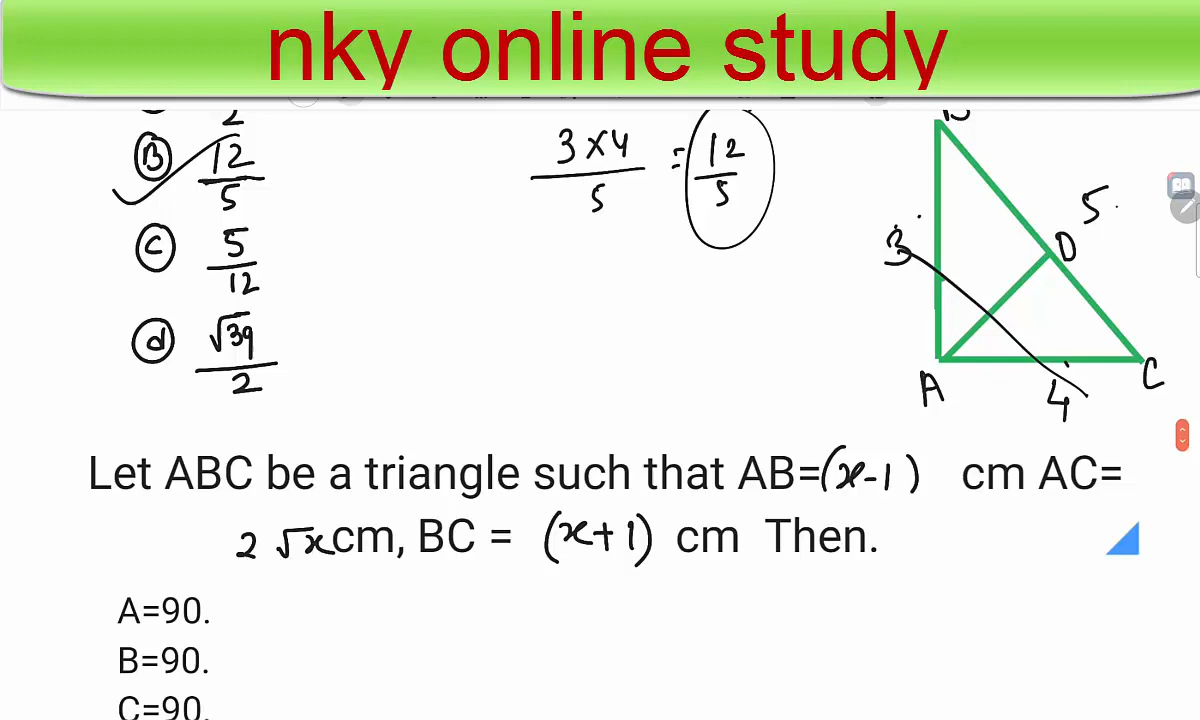 nky online study
2
B 12/5
3×4/5 = 12/5
C 5/12
d √39/2
B
3
5
D
A
4
C
Let ABC be a triangle such that AB=(x-1) cm AC=
2√x cm, BC = (x+1) cm Then.
A=90.
B=90.
C=90.